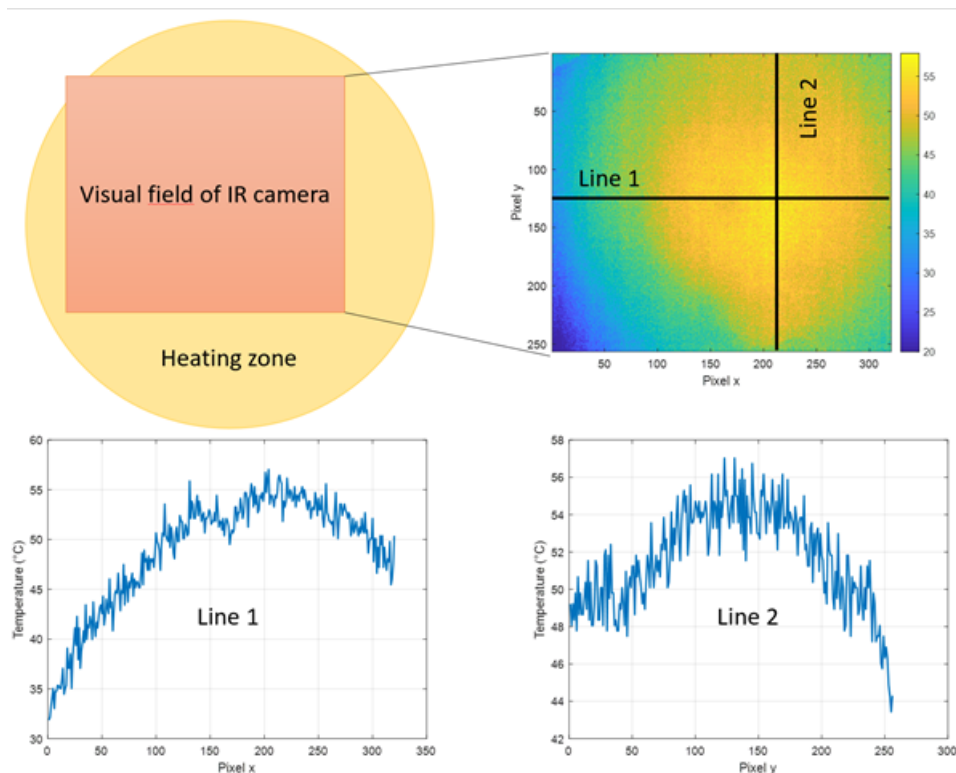 Visual field of IR camera
Heating zone
50
100
150
200
250
Pixel y
50 100 150 200 250 300
Pixel x
Line 1
Line 2
55
50
45
40
35
30
25
20
60
55
50
45
40
35
30
Temperature (°C)
Line 1
0 50 100 150 200 250 300 350
Pixel x
58
56
54
52
50
48
46
44
42
Temperature (°C)
Line 2
0 50 100 150 200 250 300
Pixel y